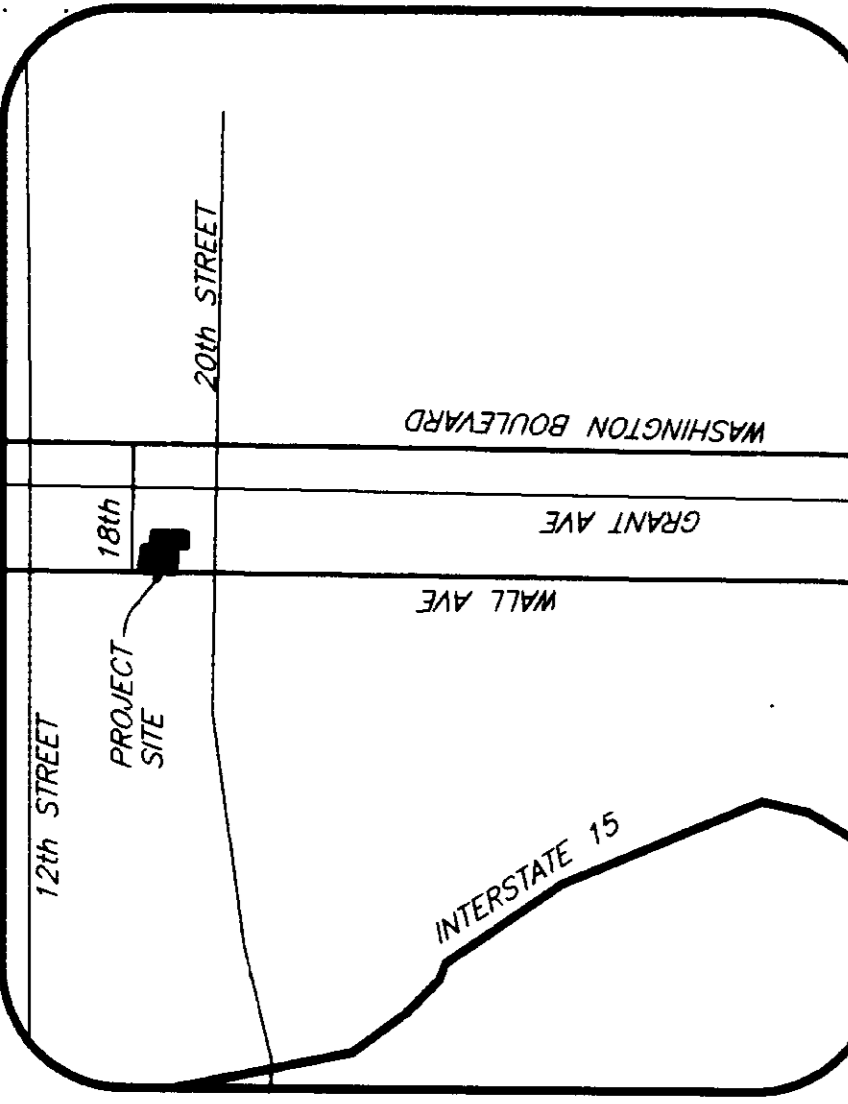 12th STREET
20th STREET
18th
PROJECT
SITE
WASHINGTON BOULEVARD
GRANT AVE
WALL AVE
INTERSTATE 15